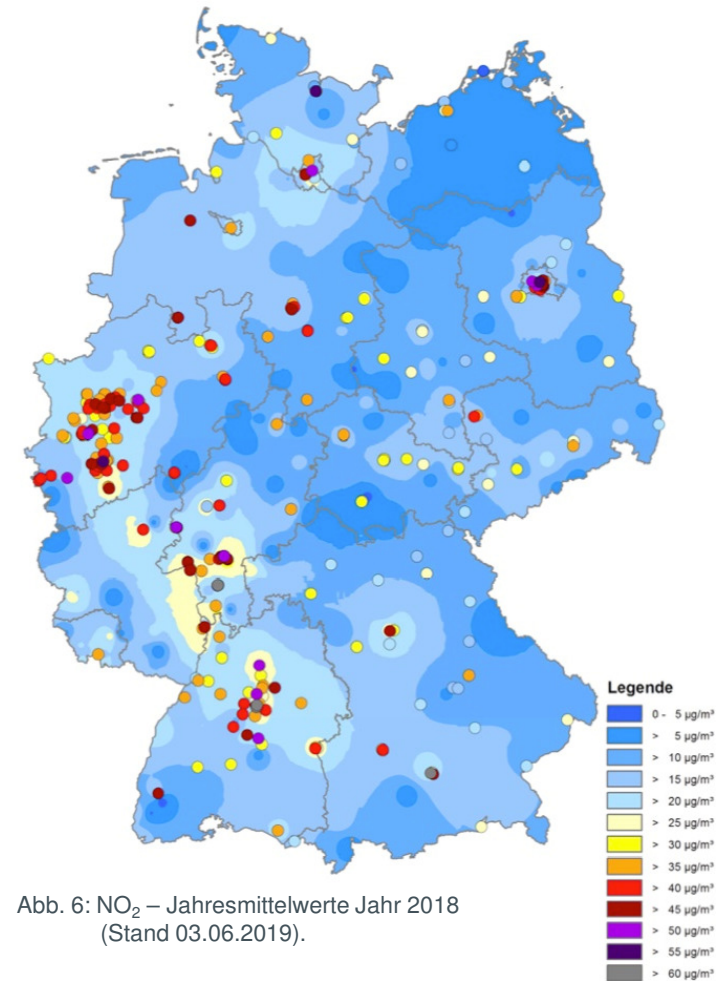 Legende
0 - 5 µg/m³
> 5 µg/m³
> 10 µg/m³
> 15 µg/m³
> 20 µg/m³
> 25 µg/m³
> 30 µg/m³
> 35 µg/m³
> 40 µg/m³
> 45 µg/m³
> 50 µg/m³
> 55 µg/m³
> 60 µg/m³
Abb. 6: NO₂ – Jahresmittelwerte Jahr 2018
(Stand 03.06.2019).